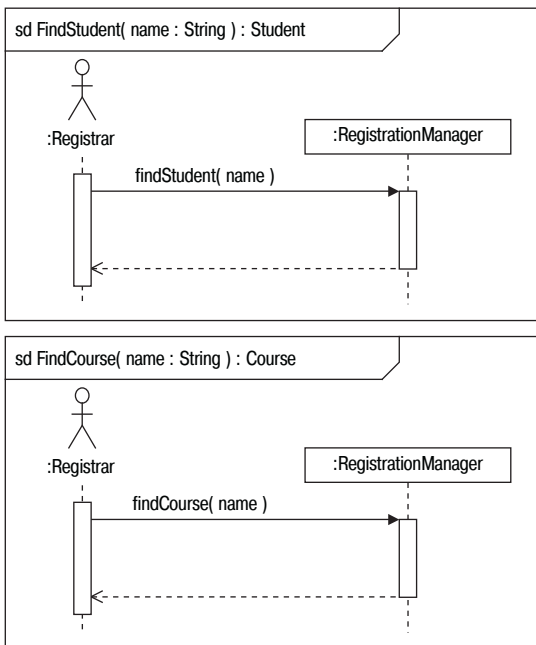 sd FindStudent( name : String ) : Student
:Registrar
:RegistrationManager
findStudent( name )
sd FindCourse( name : String ) : Course
:Registrar
:RegistrationManager
findCourse( name )